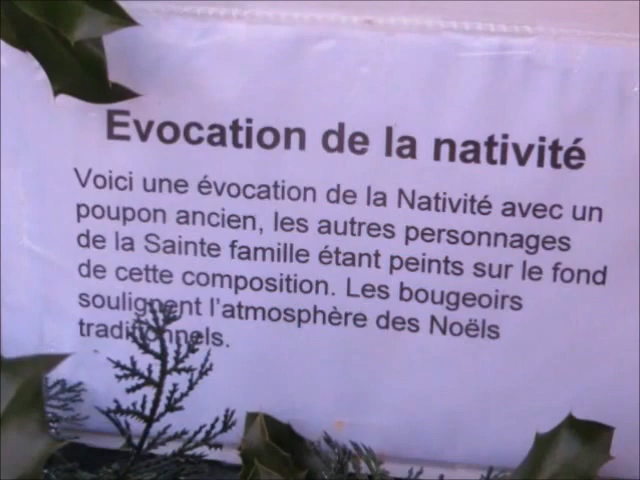 Evocation de la nativité
Voici une évocation de la Nativité avec un
poupon ancien, les autres personnages
de la Sainte famille étant peints sur le fond
de cette composition. Les bougeoirs
soulignent l'atmosphère des Noëls
traditionnels.